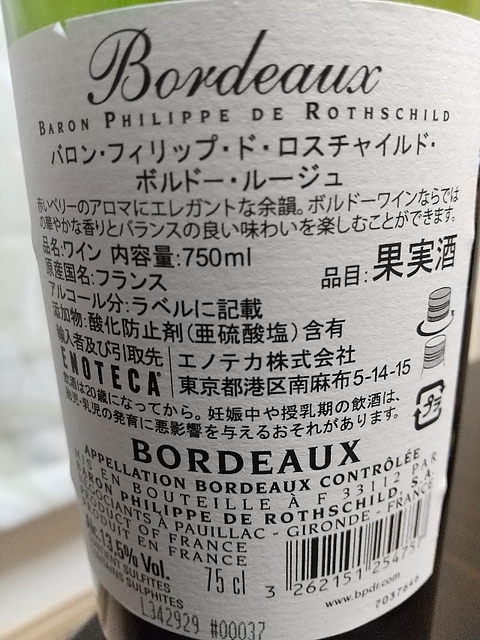 Bordeaux
BARON PHILIPPE DE ROTHSCHILD
バロン・フィリップ・ド・ロスチャイルド・
ボルドー・ルージュ
赤いベリーのアロマにエレガントな余韻。ボルドーワインならでは
の華やかな香りとバランスの良い味わいを楽しむことができます。
品名:ワイン 内容量:750ml
原産国名:フランス
品目:果実酒
アルコール分:ラベルに記載
添加物:酸化防止剤(亜硫酸塩)含有
輸入者及び引取先
ENOTECA
エノテカ株式会社
東京都港区南麻布5-14-15
飲酒は20歳になってから。妊娠中や授乳期の飲酒は、
胎児・乳児の発育に悪影響を与えるおそれがあります。
プラ
BORDEAUX
APPELLATION BORDEAUX CONTRÔLÉE
MIS EN BOUTEILLE À F 33112 PAR
BARON PHILIPPE DE ROTHSCHILD, S.A.
NÉGOCIANTS À PAUILLAC - GIRONDE - FRANCE
PRODUCT OF FRANCE
PRODUIT EN FRANCE
Alc.13,5% Vol.
75 cl
CONTAINS SULPHITES
3 262151 25475
www.bpdr.com
L342929 #00037